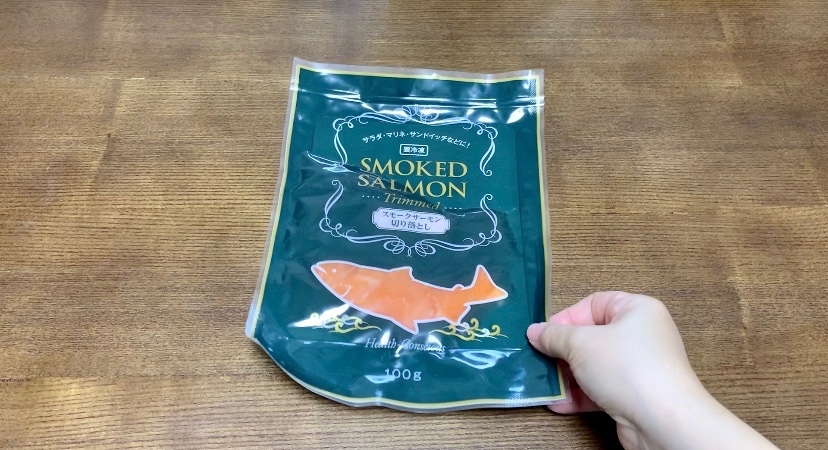 サラダ・マリネ・サンドイッチなどに!
要冷凍
SMOKED
SALMON
Trimmed
スモークサーモン
切り落とし
Health-Conscious
100g